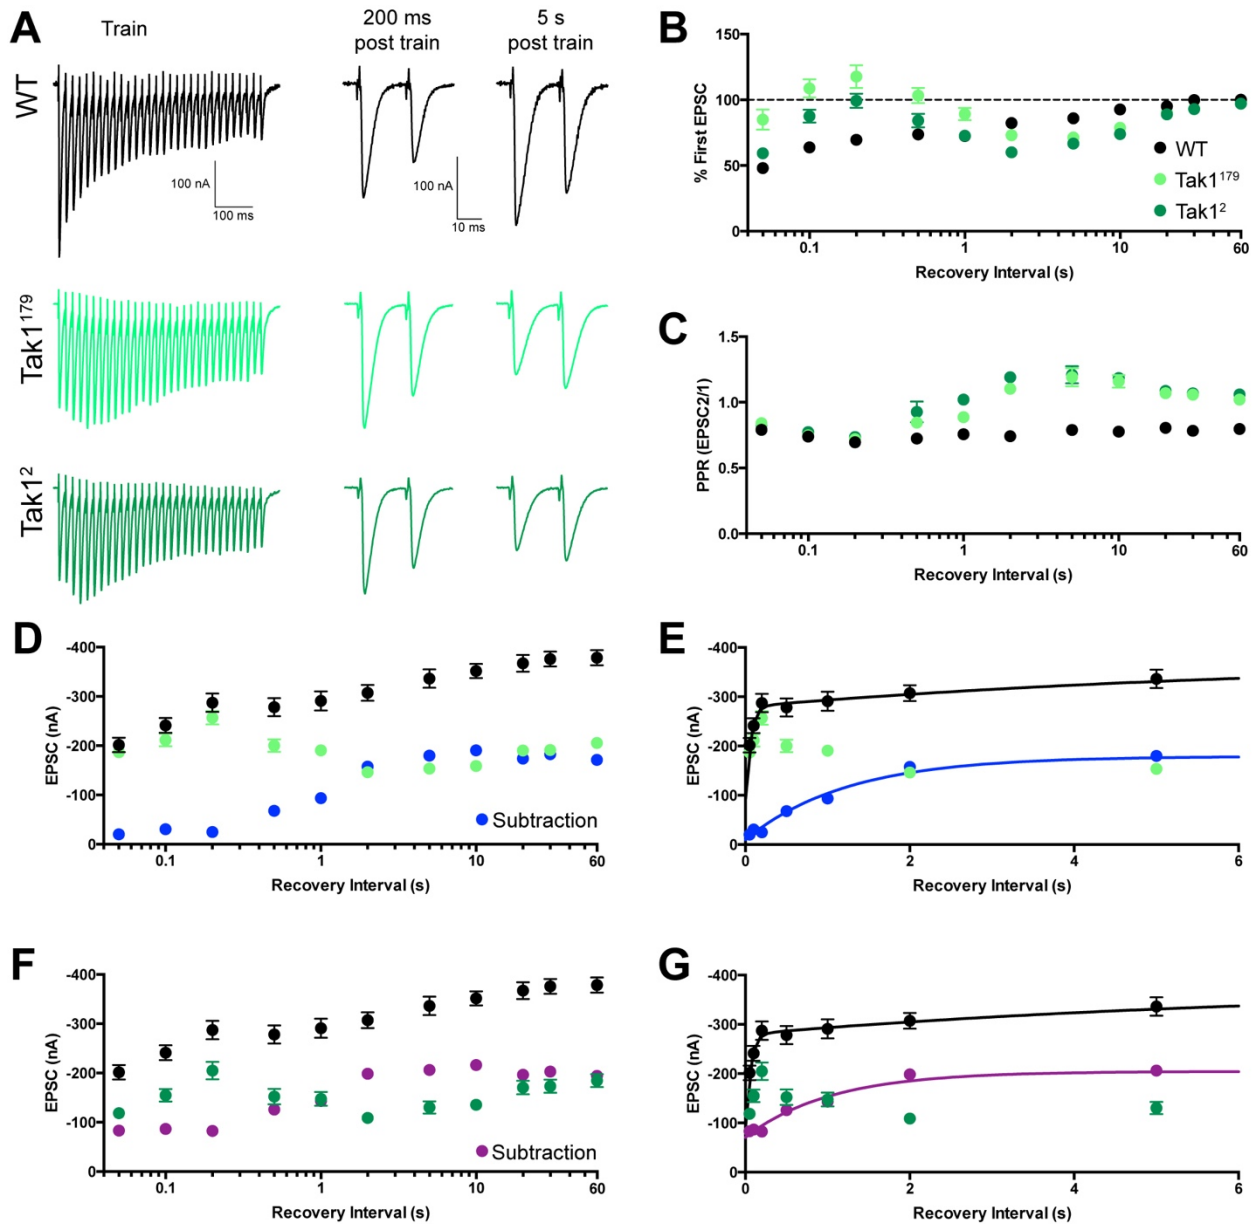 A
Train
200 ms
post train
5 s
post train
WT
100 nA
100 ms
100 nA
10 ms
Tak1¹⁷⁹
Tak1²
B
% First EPSC
150
100
50
0
0.1
1
10
60
Recovery Interval (s)
WT
Tak1¹⁷⁹
Tak1²
C
PPR (EPSC2/1)
1.5
1.0
0.5
0.0
0.1
1
10
60
Recovery Interval (s)
D
EPSC (nA)
-400
-300
-200
-100
0
Subtraction
0.1
1
10
60
Recovery Interval (s)
E
EPSC (nA)
-400
-300
-200
-100
0
0
2
4
6
Recovery Interval (s)
F
EPSC (nA)
-400
-300
-200
-100
0
Subtraction
0.1
1
10
60
Recovery Interval (s)
G
EPSC (nA)
-400
-300
-200
-100
0
0
2
4
6
Recovery Interval (s)